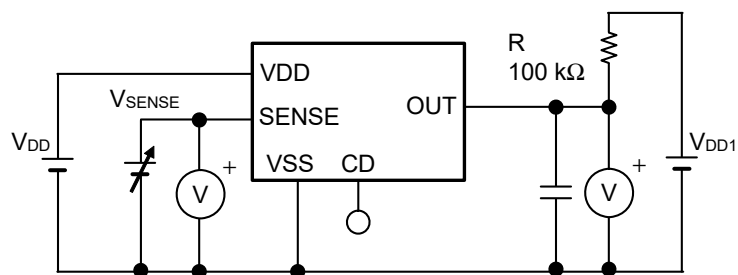 R
100 kΩ
VDD
VSENSE
OUT
SENSE
VDD
VDD1
VSS CD
+
V
+
V